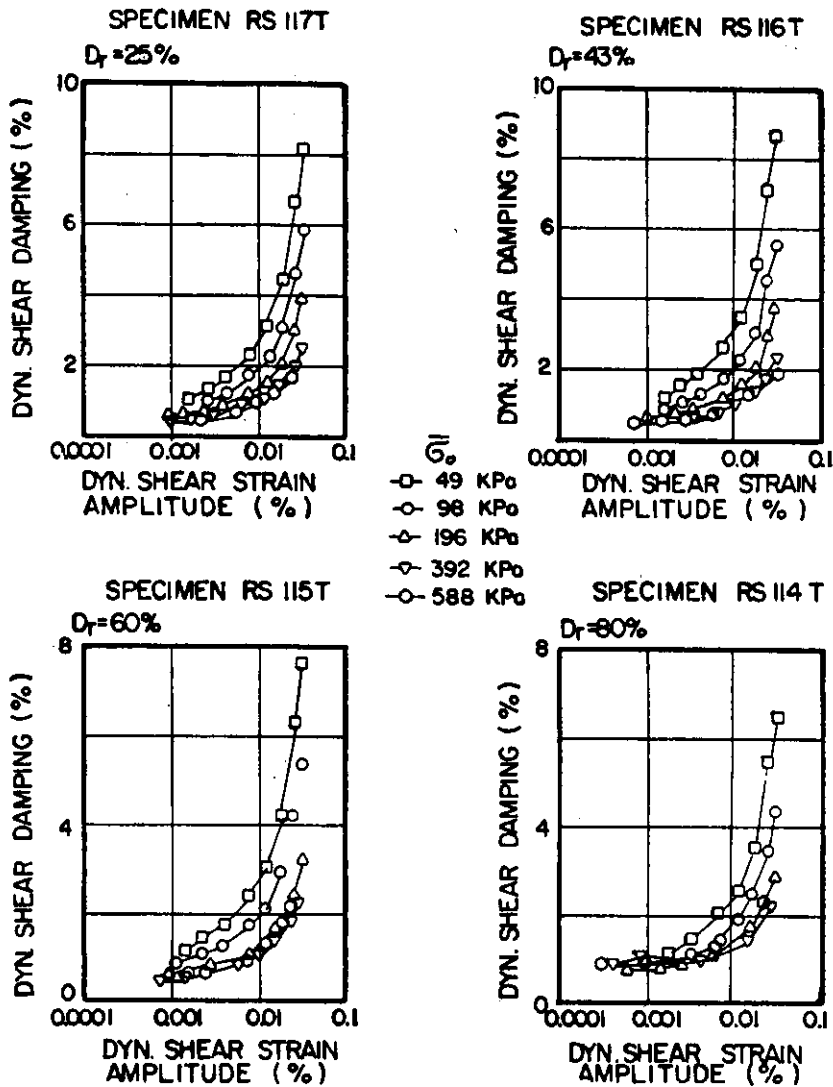 SPECIMEN RS 117T
Dr=25%
10
6
2
DYN. SHEAR DAMPING (%)
0.0001
0.001
0.01
0.1
DYN. SHEAR STRAIN
AMPLITUDE (%)
SPECIMEN RS 116T
Dr=43%
10
6
2
DYN. SHEAR DAMPING (%)
0.0001
0.001
0.01
0.1
DYN. SHEAR STRAIN
AMPLITUDE (%)
σ̄o
49 KPa
98 KPa
196 KPa
392 KPa
588 KPa
SPECIMEN RS 115T
Dr=60%
8
4
0
DYN. SHEAR DAMPING (%)
0.0001
0.001
0.01
0.1
DYN. SHEAR STRAIN
AMPLITUDE (%)
SPECIMEN RS 114 T
Dr=80%
8
4
0
DYN. SHEAR DAMPING (%)
0.0001
0.001
0.01
0.1
DYN. SHEAR STRAIN
AMPLITUDE (%)